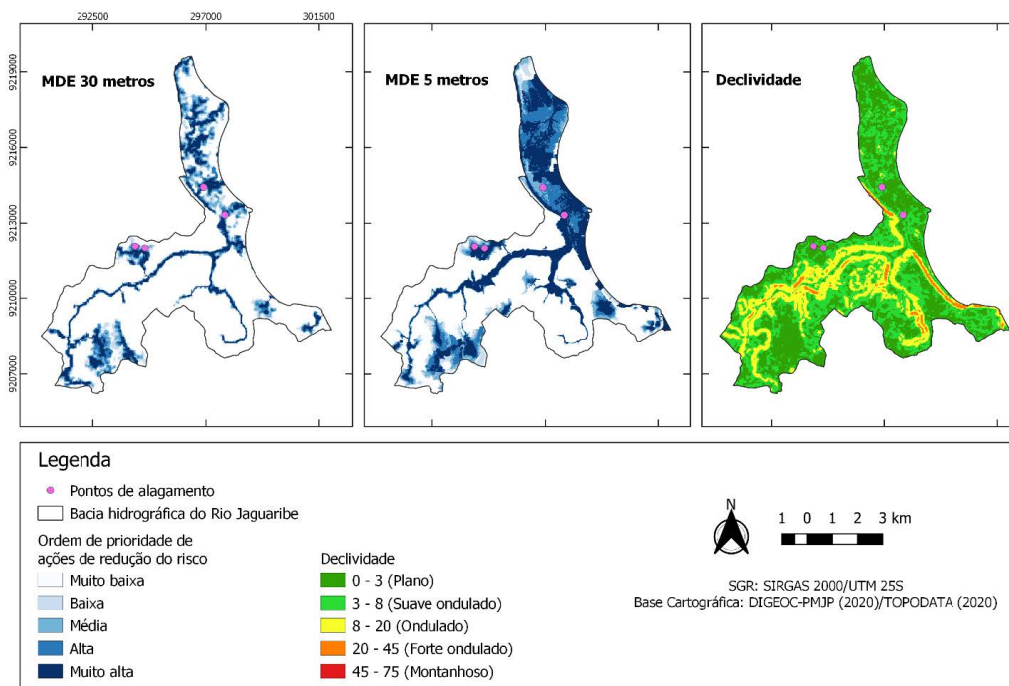 292500 297000 301500
9219000
9216000
9213000
9210000
9207000
MDE 30 metros
MDE 5 metros
Declividade
Legenda
Pontos de alagamento
Bacia hidrográfica do Rio Jaguaribe
Ordem de prioridade de
ações de redução do risco
Muito baixa
Baixa
Média
Alta
Muito alta
Declividade
0 - 3 (Plano)
3 - 8 (Suave ondulado)
8 - 20 (Ondulado)
20 - 45 (Forte ondulado)
45 - 75 (Montanhoso)
N
1 0 1 2 3 km
SGR: SIRGAS 2000/UTM 25S
Base Cartográfica: DIGEOC-PMJP (2020)/TOPODATA (2020)